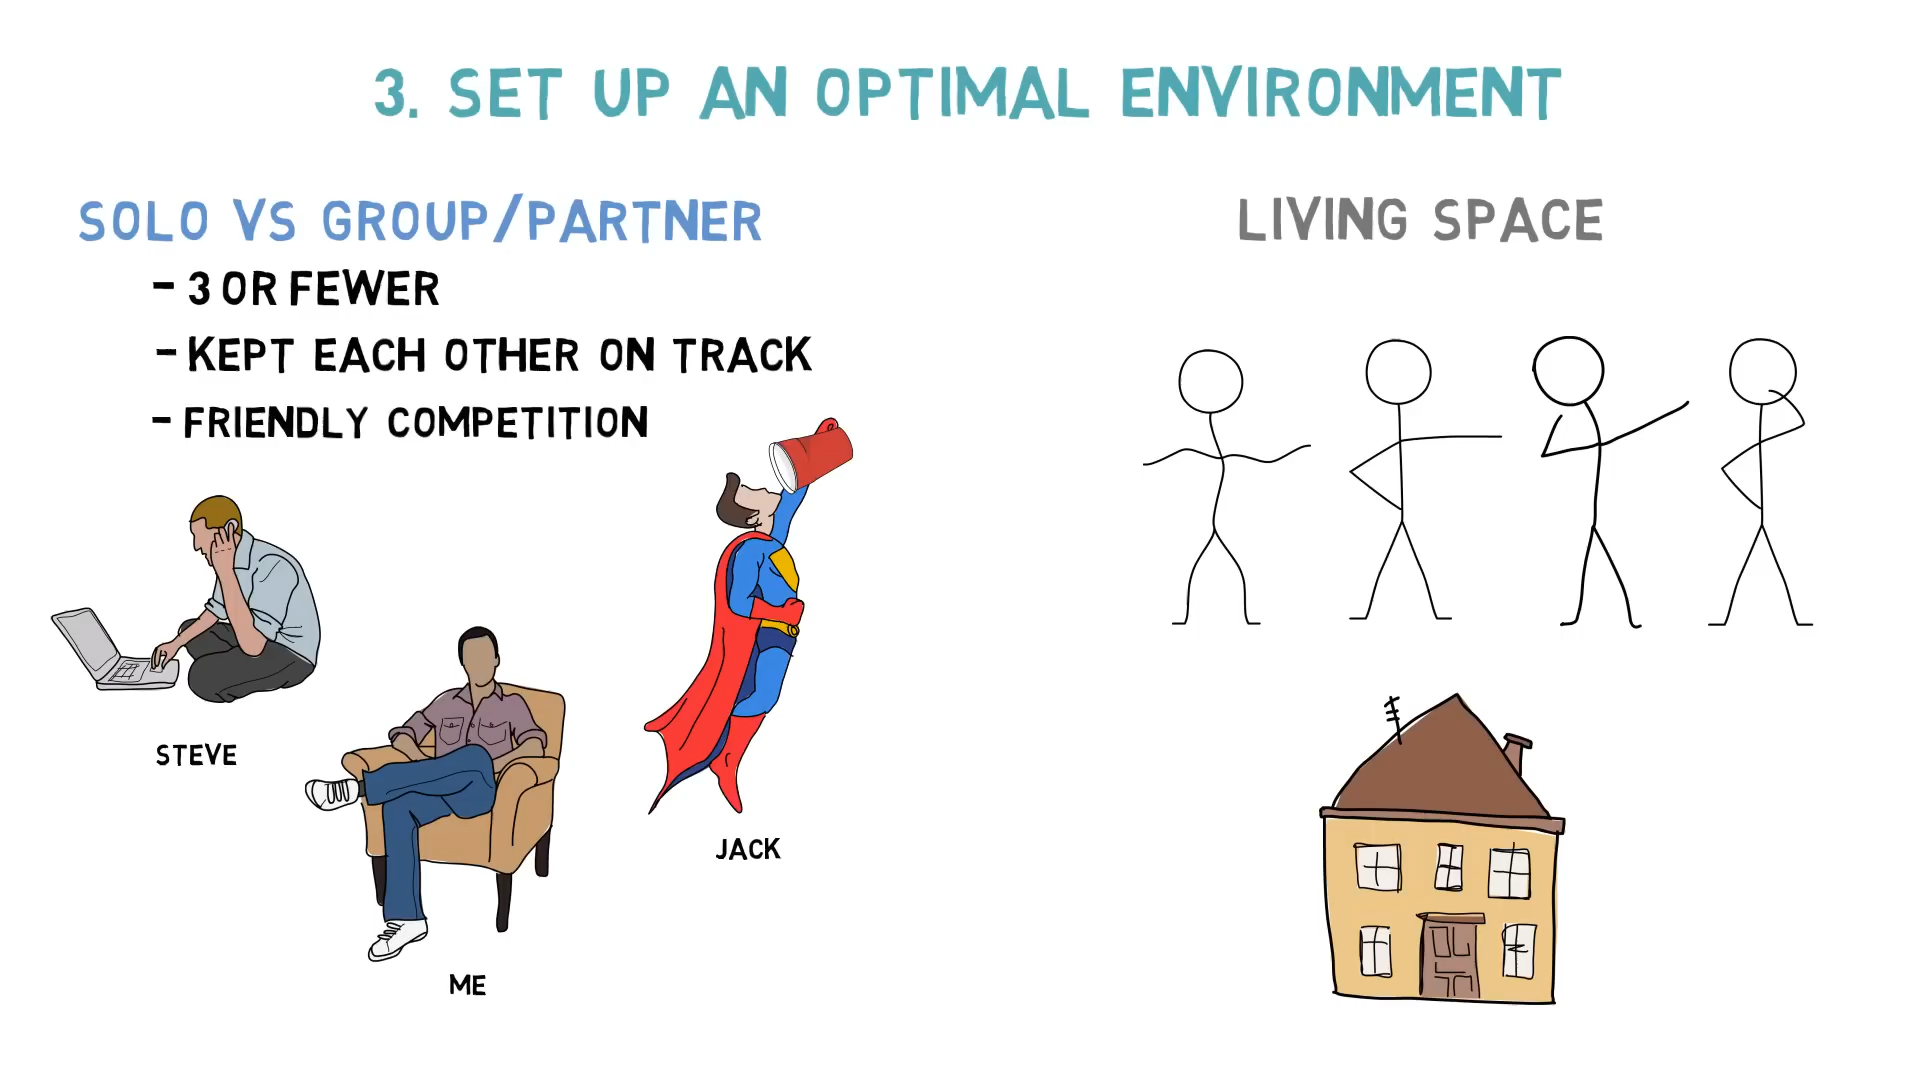 3. SET UP AN OPTIMAL ENVIRONMENT
SOLO VS GROUP/PARTNER
- 3 OR FEWER
- KEPT EACH OTHER ON TRACK
- FRIENDLY COMPETITION
STEVE
ME
JACK
LIVING SPACE